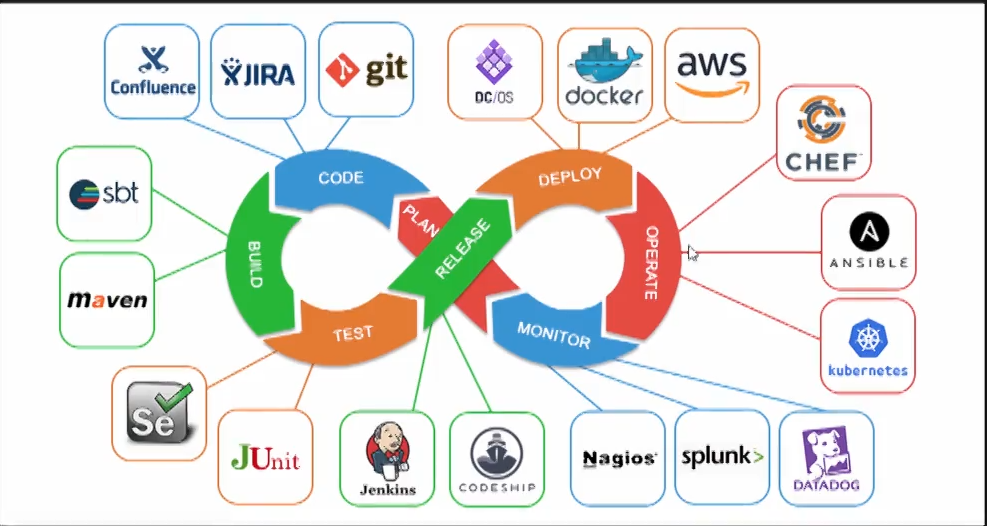 Confluence
JIRA
git
DC/OS
docker
aws
CHEF™
sbt
maven
CODE
PLAN
BUILD
TEST
RELEASE
DEPLOY
OPERATE
MONITOR
ANSIBLE
kubernetes
Se
JUnit
Jenkins
CODESHIP
Nagios®
splunk>
DATADOG